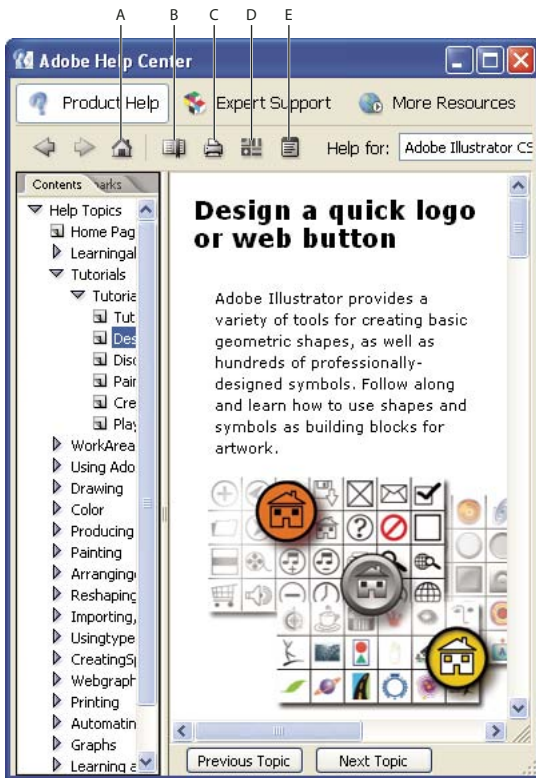 A B C D E
Adobe Help Center
Product Help Expert Support More Resources
Help for: Adobe Illustrator CS
Contents arks
Help Topics
Home Pag
Learningal
Tutorials
Tutoria
Tut
Des
Disc
Pair
Cre
Play
WorkArea
Using Ado
Drawing
Color
Producing
Painting
Arranging
Reshaping
Importing,
Usingtype
CreatingS
Webgraph
Printing
Automatin
Graphs
Learning a
Design a quick logo
or web button
Adobe Illustrator provides a
variety of tools for creating basic
geometric shapes, as well as
hundreds of professionally-
designed symbols. Follow along
and learn how to use shapes and
symbols as building blocks for
artwork.
Previous Topic Next Topic